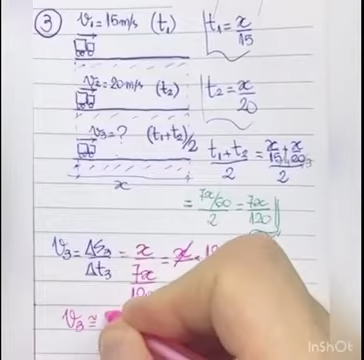 3 v₁=15m/s (t₁) t₁=x/15
v₂=20m/s (t₂) t₂=x/20
v₃=? (t₁+t₂)/2
x
(t₁+t₂)/2 = (x/15+x/20)/2
= (7x/60)/2 = 7x/120
v₃=ΔS₃/Δt₃=x/(7x/120)=x·
v₃≅
InShot